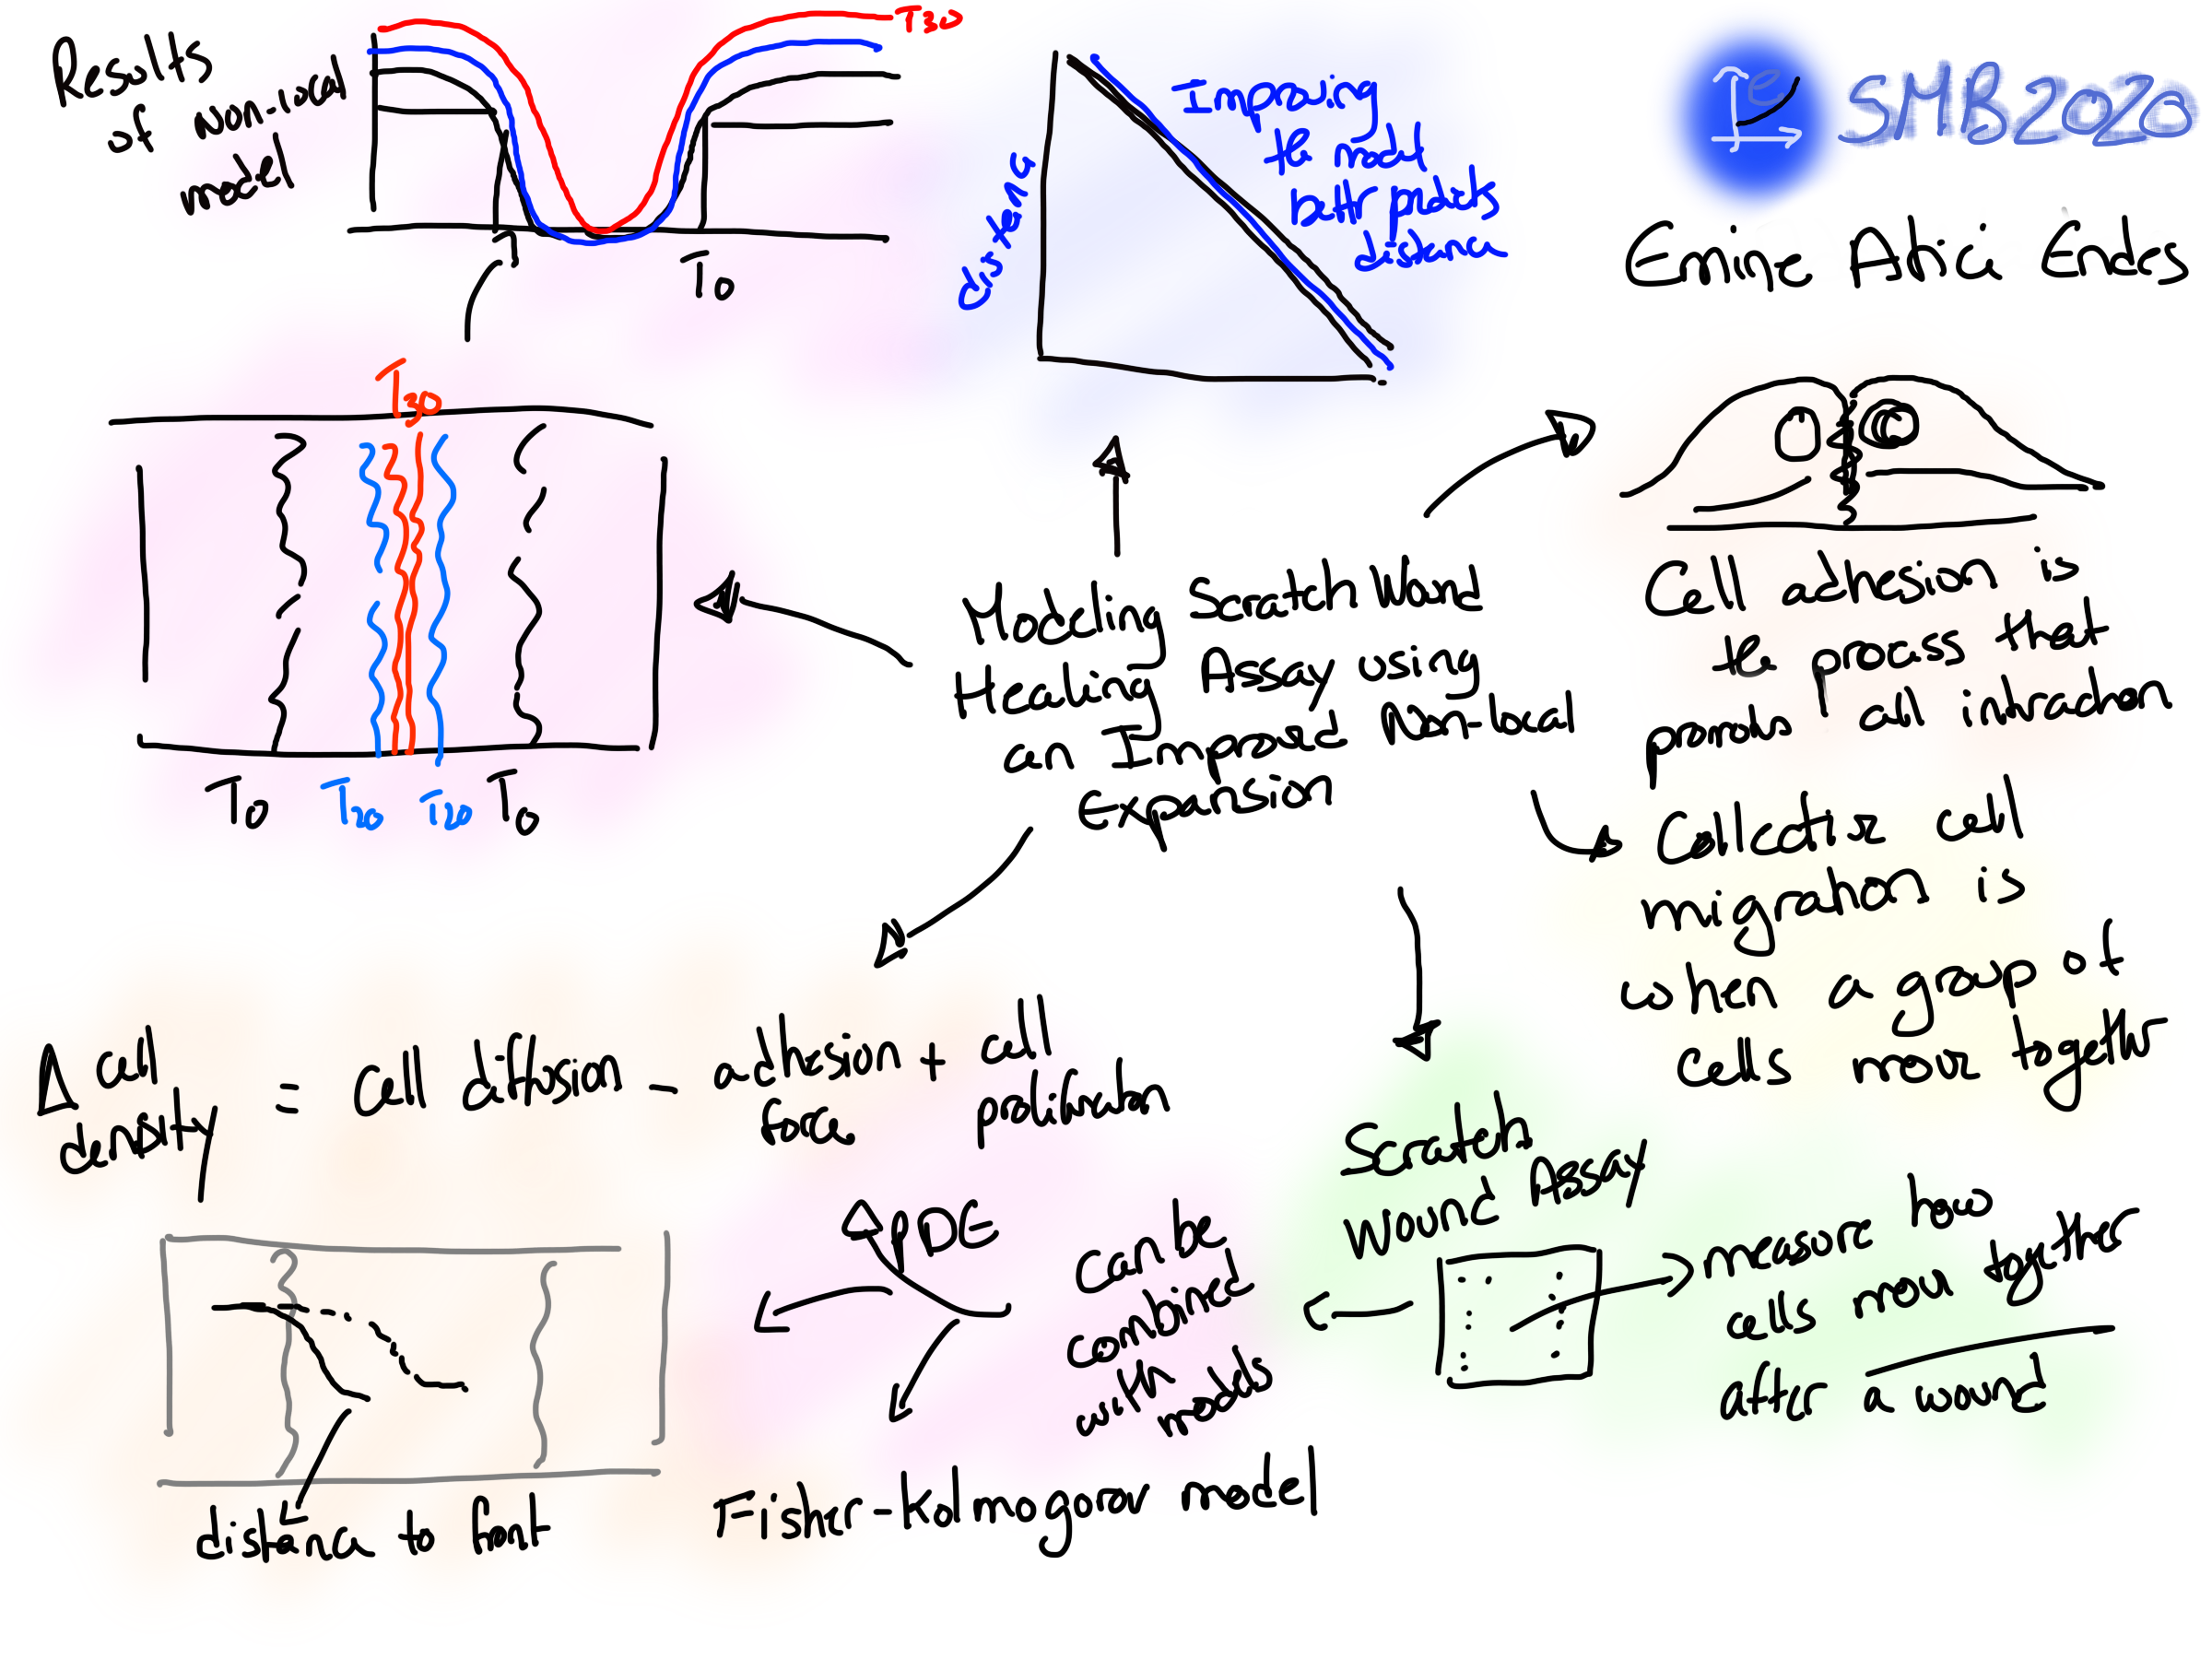 Results
of Non-local
model
T30
T0
distance
Improving
the model
better predicts
distance
SMB2020
Emine Atici Endes
T30
T0
T20
T20
T0
Modeling Scratch Wound
Healing Assay using
an Improved Non-local
Expansion
Cell adhesion is
the process that
promotes cell interaction
Collective cell
migration is
when a group of
cells move together
Δ cell
density
= Cell diffusion - adhesion
force
+ cell
proliferation
PDE
Can be
combined
with
models
Fisher-Kolmogorov model
distance to front
Scratch
Wound Assay
measure how
cells move together
after a wound